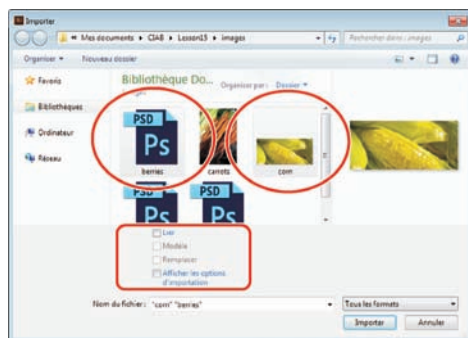 Importer
« Mes documents ▸ CIAB ▸ Lesson15 ▸ images
Rechercher dans : images
Organiser
Nouveau dossier
Favoris
Bibliothèques
Ordinateur
Réseau
Bibliothèque Do...
Organiser par : Dossier
PSD
Ps
berries
carrots
corn
PSD
Ps
PSD
Ps
Lier
Modèle
Remplacer
Afficher les options
d'importation
Nom du fichier : "corn" "berries"
Tous les formats
Importer
Annuler